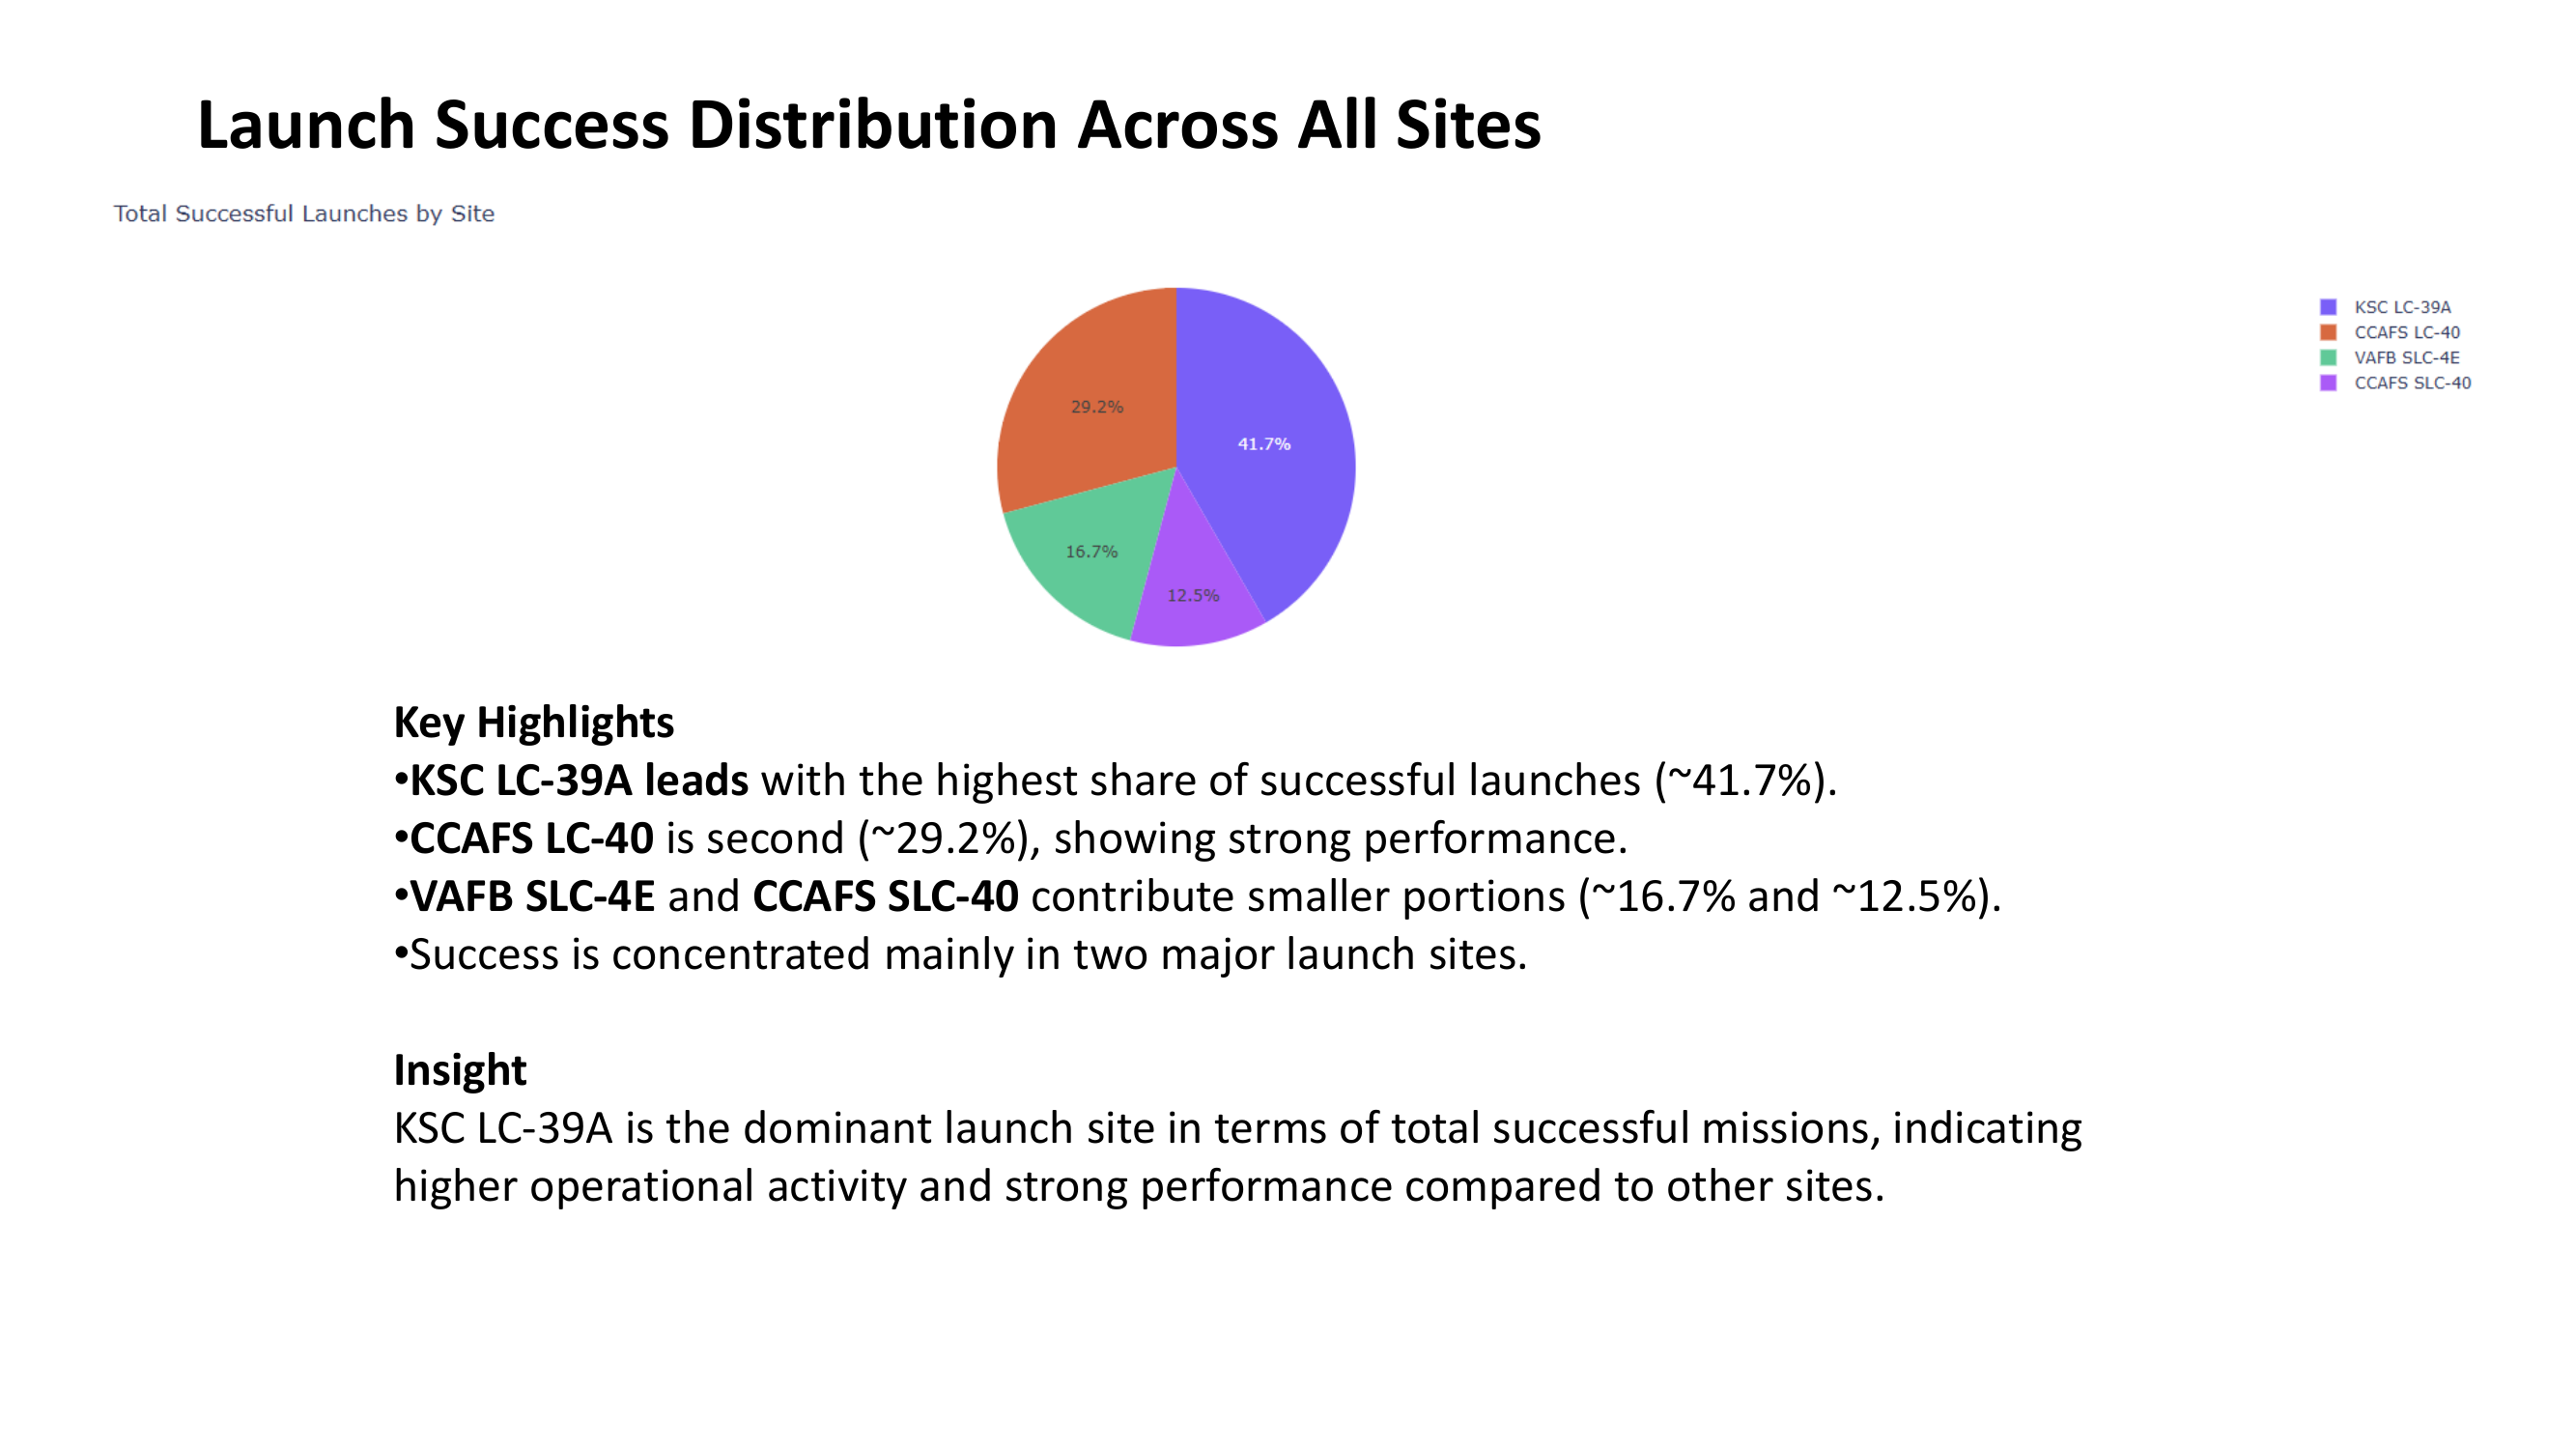 Launch Success Distribution Across All Sites
Total Successful Launches by Site
KSC LC-39A
CCAFS LC-40
VAFB SLC-4E
CCAFS SLC-40
29.2%
41.7%
16.7%
12.5%
Key Highlights
•KSC LC-39A leads with the highest share of successful launches (~41.7%).
•CCAFS LC-40 is second (~29.2%), showing strong performance.
•VAFB SLC-4E and CCAFS SLC-40 contribute smaller portions (~16.7% and ~12.5%).
•Success is concentrated mainly in two major launch sites.
Insight
KSC LC-39A is the dominant launch site in terms of total successful missions, indicating
higher operational activity and strong performance compared to other sites.